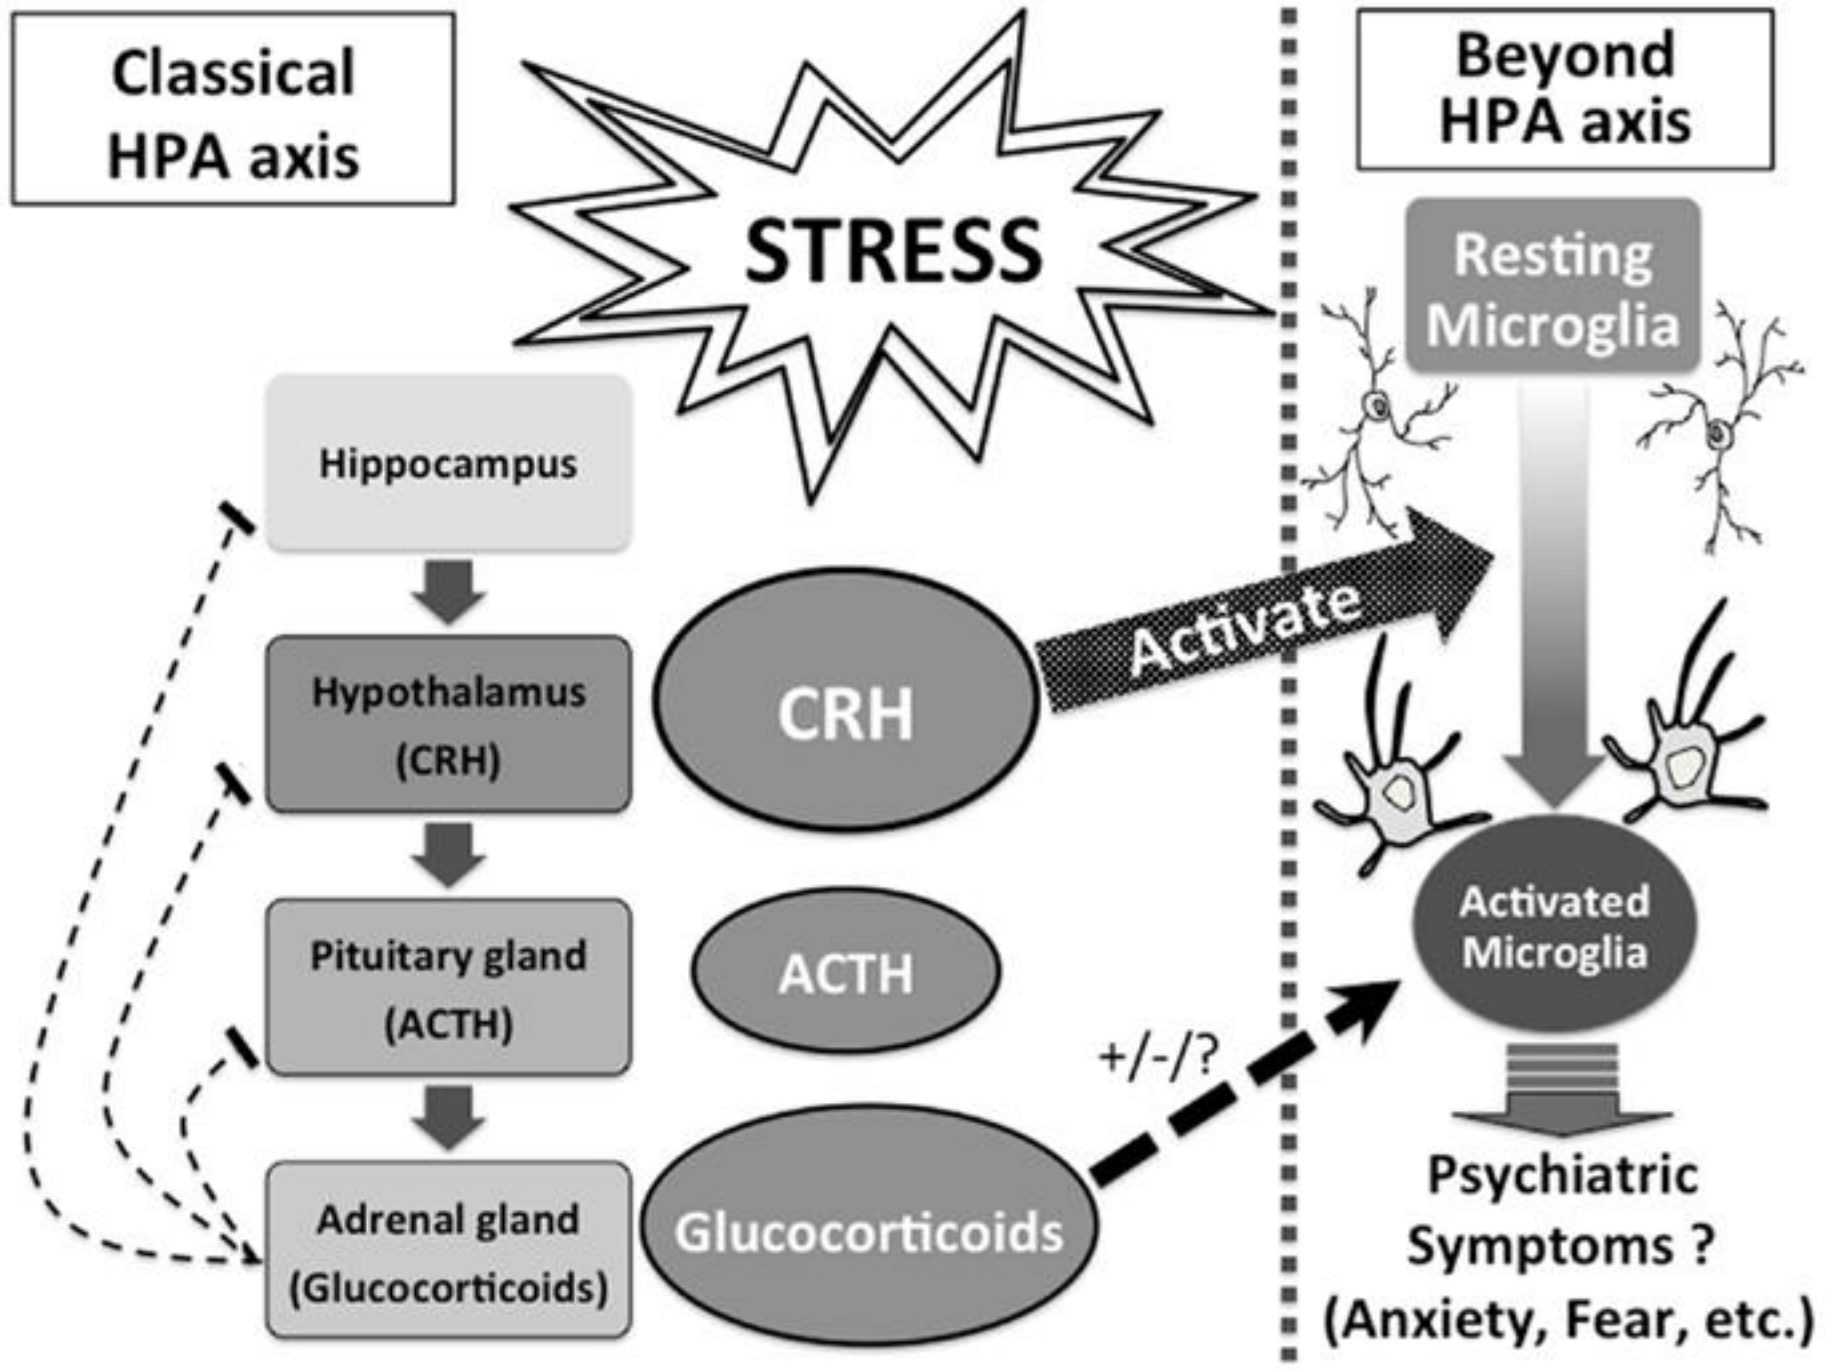 Classical
HPA axis
STRESS
Beyond
HPA axis
Resting
Microglia
Hippocampus
Hypothalamus
(CRH)
CRH
Activate
Pituitary gland
(ACTH)
ACTH
Activated
Microglia
+/-/?
Adrenal gland
(Glucocorticoids)
Glucocorticoids
Psychiatric
Symptoms ?
(Anxiety, Fear, etc.)